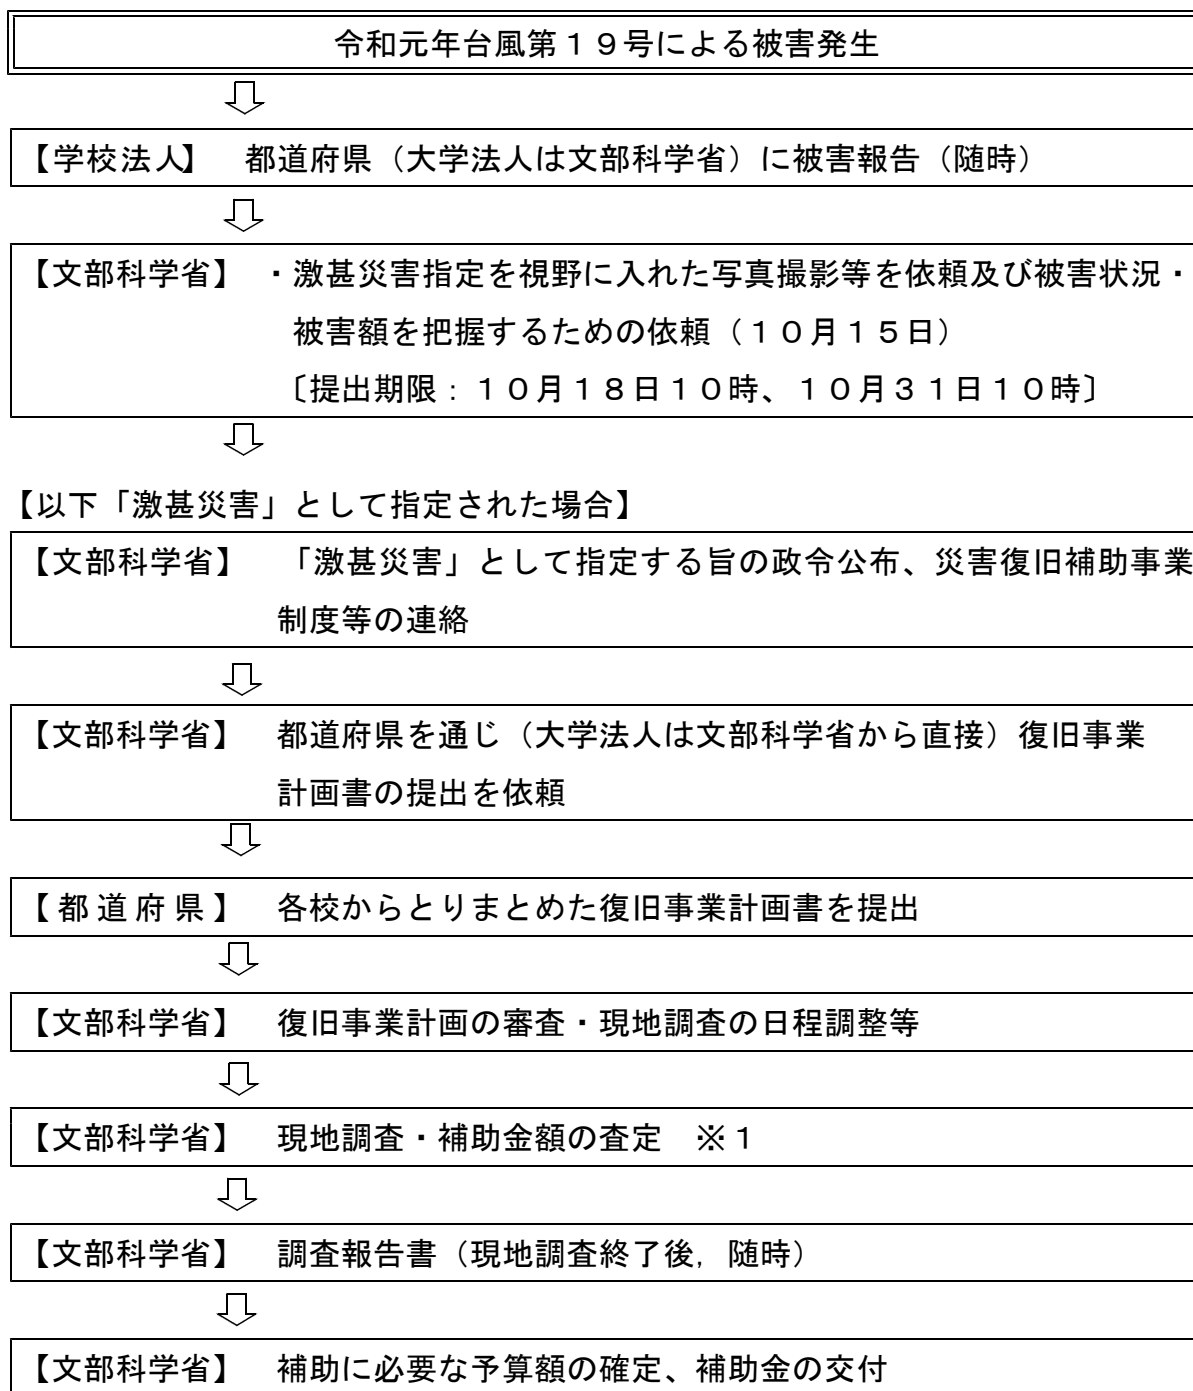 令和元年台風第１９号による被害発生
【学校法人】　都道府県（大学法人は文部科学省）に被害報告（随時）
【文部科学省】　・激甚災害指定を視野に入れた写真撮影等を依頼及び被害状況・
被害額を把握するための依頼（１０月１５日）
〔提出期限：１０月１８日１０時、１０月３１日１０時〕
【以下「激甚災害」として指定された場合】
【文部科学省】　「激甚災害」として指定する旨の政令公布、災害復旧補助事業
制度等の連絡
【文部科学省】　都道府県を通じ（大学法人は文部科学省から直接）復旧事業
計画書の提出を依頼
【都道府県】　各校からとりまとめた復旧事業計画書を提出
【文部科学省】　復旧事業計画の審査・現地調査の日程調整等
【文部科学省】　現地調査・補助金額の査定　※１
【文部科学省】　調査報告書（現地調査終了後，随時）
【文部科学省】　補助に必要な予算額の確定、補助金の交付